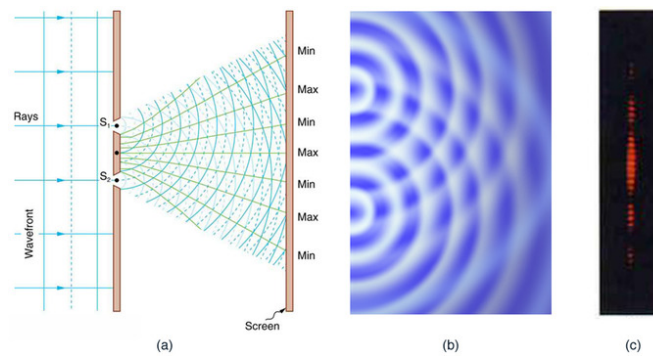 Min
Max
Rays
S1
Min
Max
S2
Min
Max
Wavefront
Min
Screen
(a)
(b)
(c)